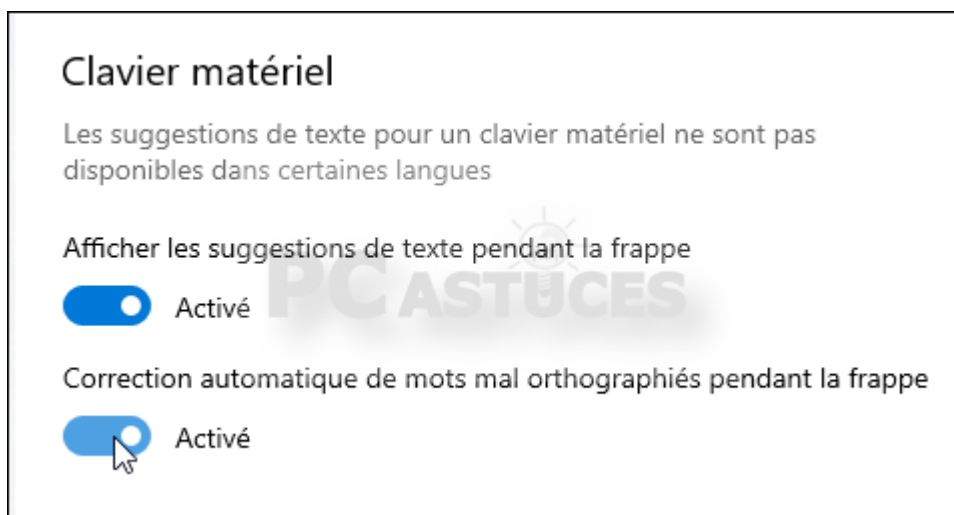 Clavier matériel
Les suggestions de texte pour un clavier matériel ne sont pas
disponibles dans certaines langues
Afficher les suggestions de texte pendant la frappe
Activé
PC ASTUCES
Correction automatique de mots mal orthographiés pendant la frappe
Activé